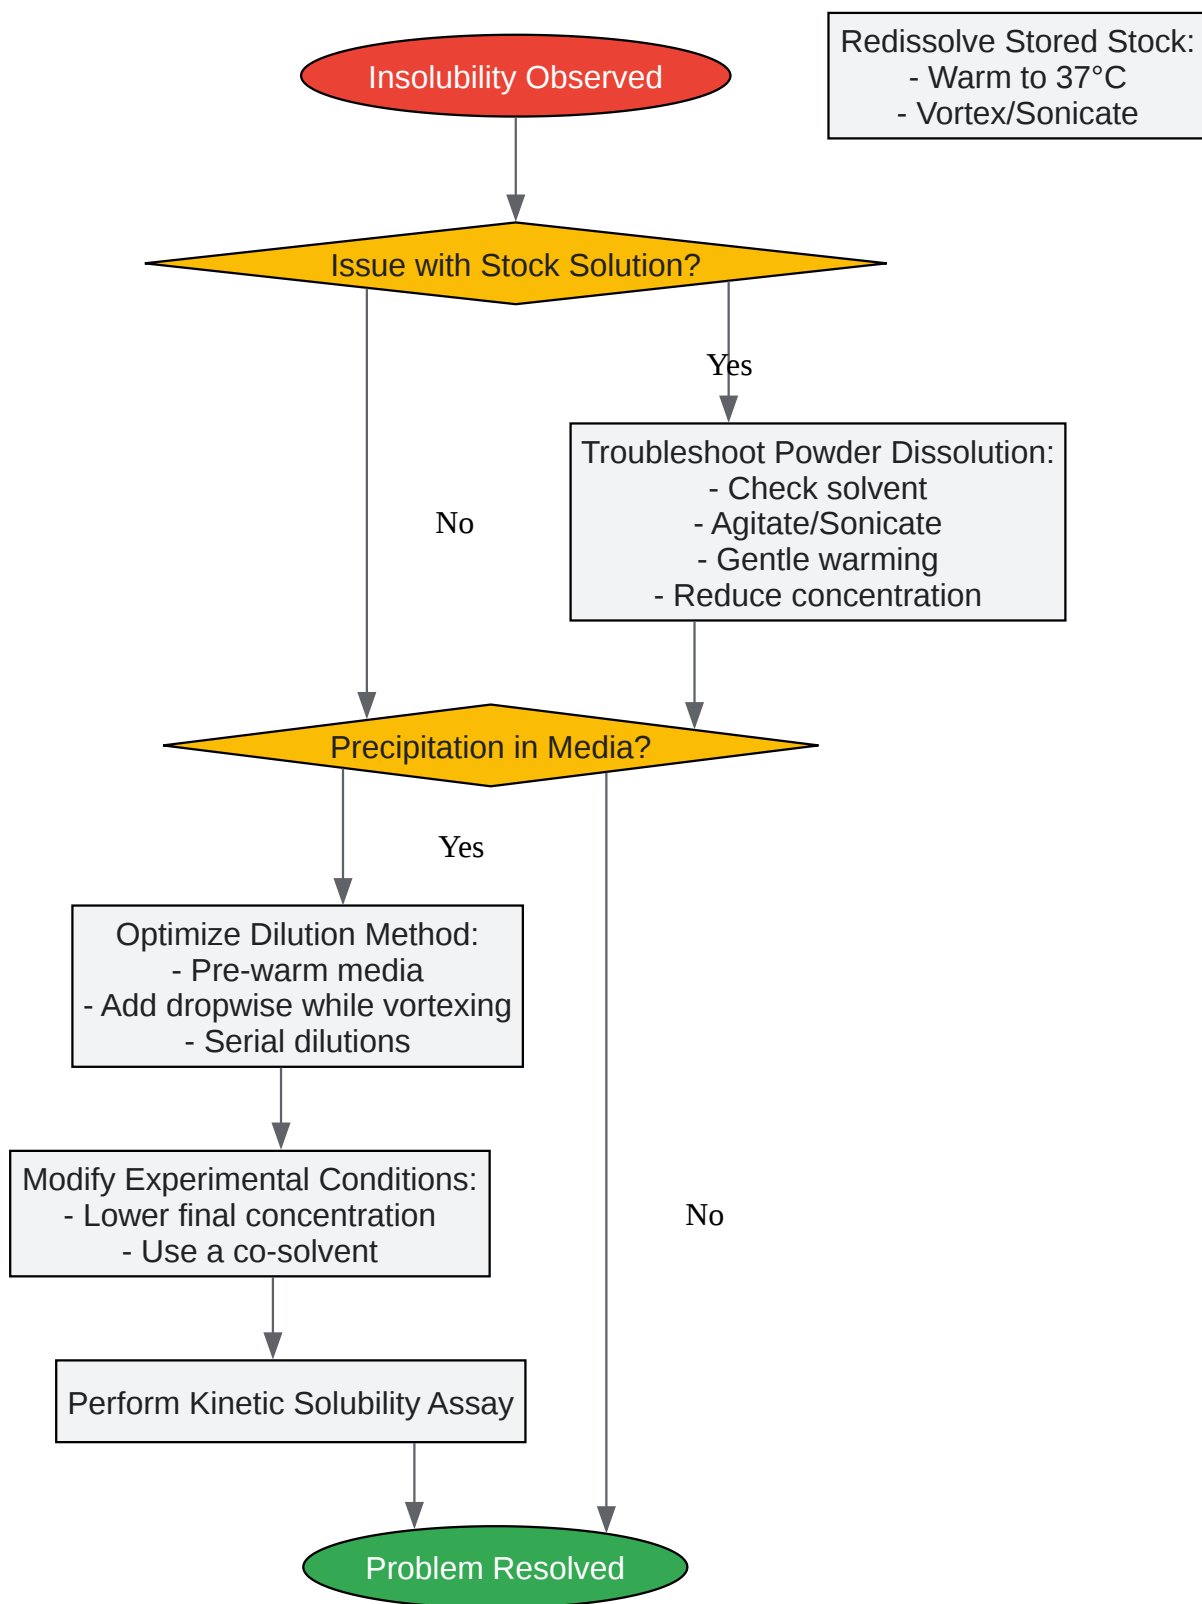 Insolubility Observed
Redissolve Stored Stock:
- Warm to 37°C
- Vortex/Sonicate
Issue with Stock Solution?
Yes
Troubleshoot Powder Dissolution:
- Check solvent
- Agitate/Sonicate
- Gentle warming
- Reduce concentration
No
Precipitation in Media?
Yes
Optimize Dilution Method:
- Pre-warm media
- Add dropwise while vortexing
- Serial dilutions
Modify Experimental Conditions:
- Lower final concentration
- Use a co-solvent
No
Perform Kinetic Solubility Assay
Problem Resolved